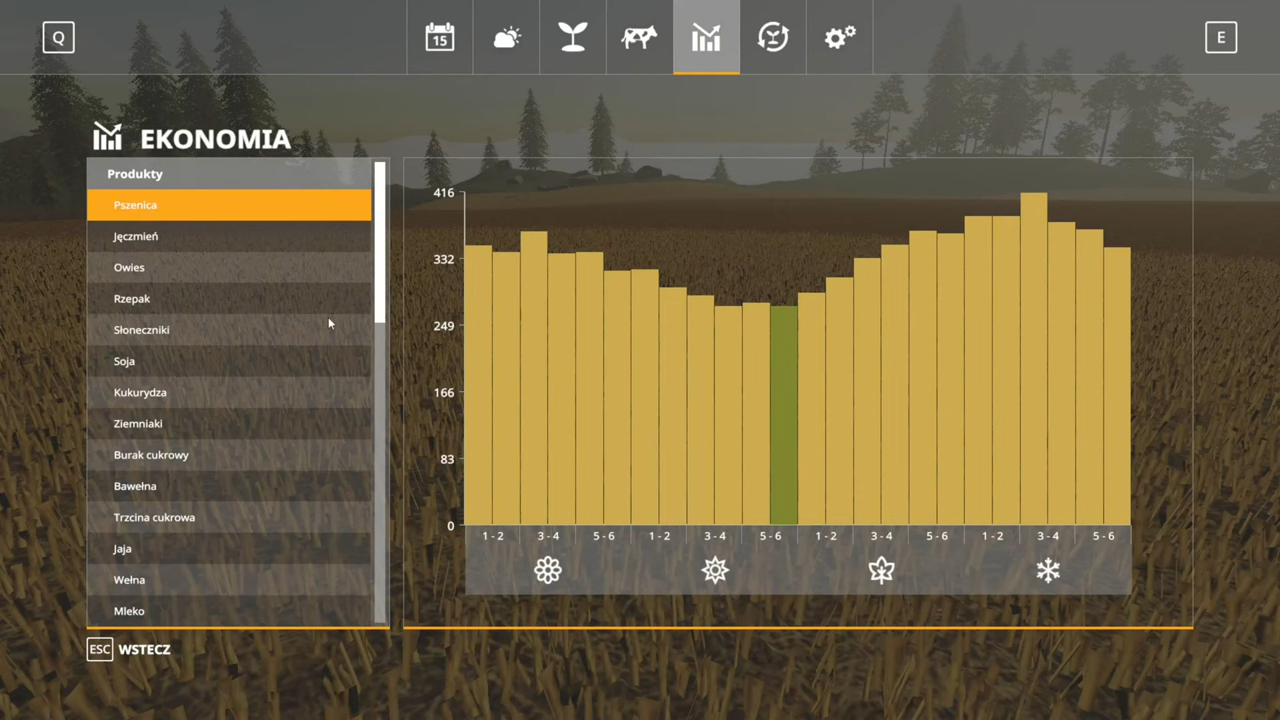 Q
15
E
EKONOMIA
Produkty
Pszenica
Jęczmień
Owies
Rzepak
Słoneczniki
Soja
Kukurydza
Ziemniaki
Burak cukrowy
Bawełna
Trzcina cukrowa
Jaja
Wełna
Mleko
416
332
249
166
83
0
1 - 2 3 - 4 5 - 6 1 - 2 3 - 4 5 - 6 1 - 2 3 - 4 5 - 6 1 - 2 3 - 4 5 - 6
ESC WSTECZ